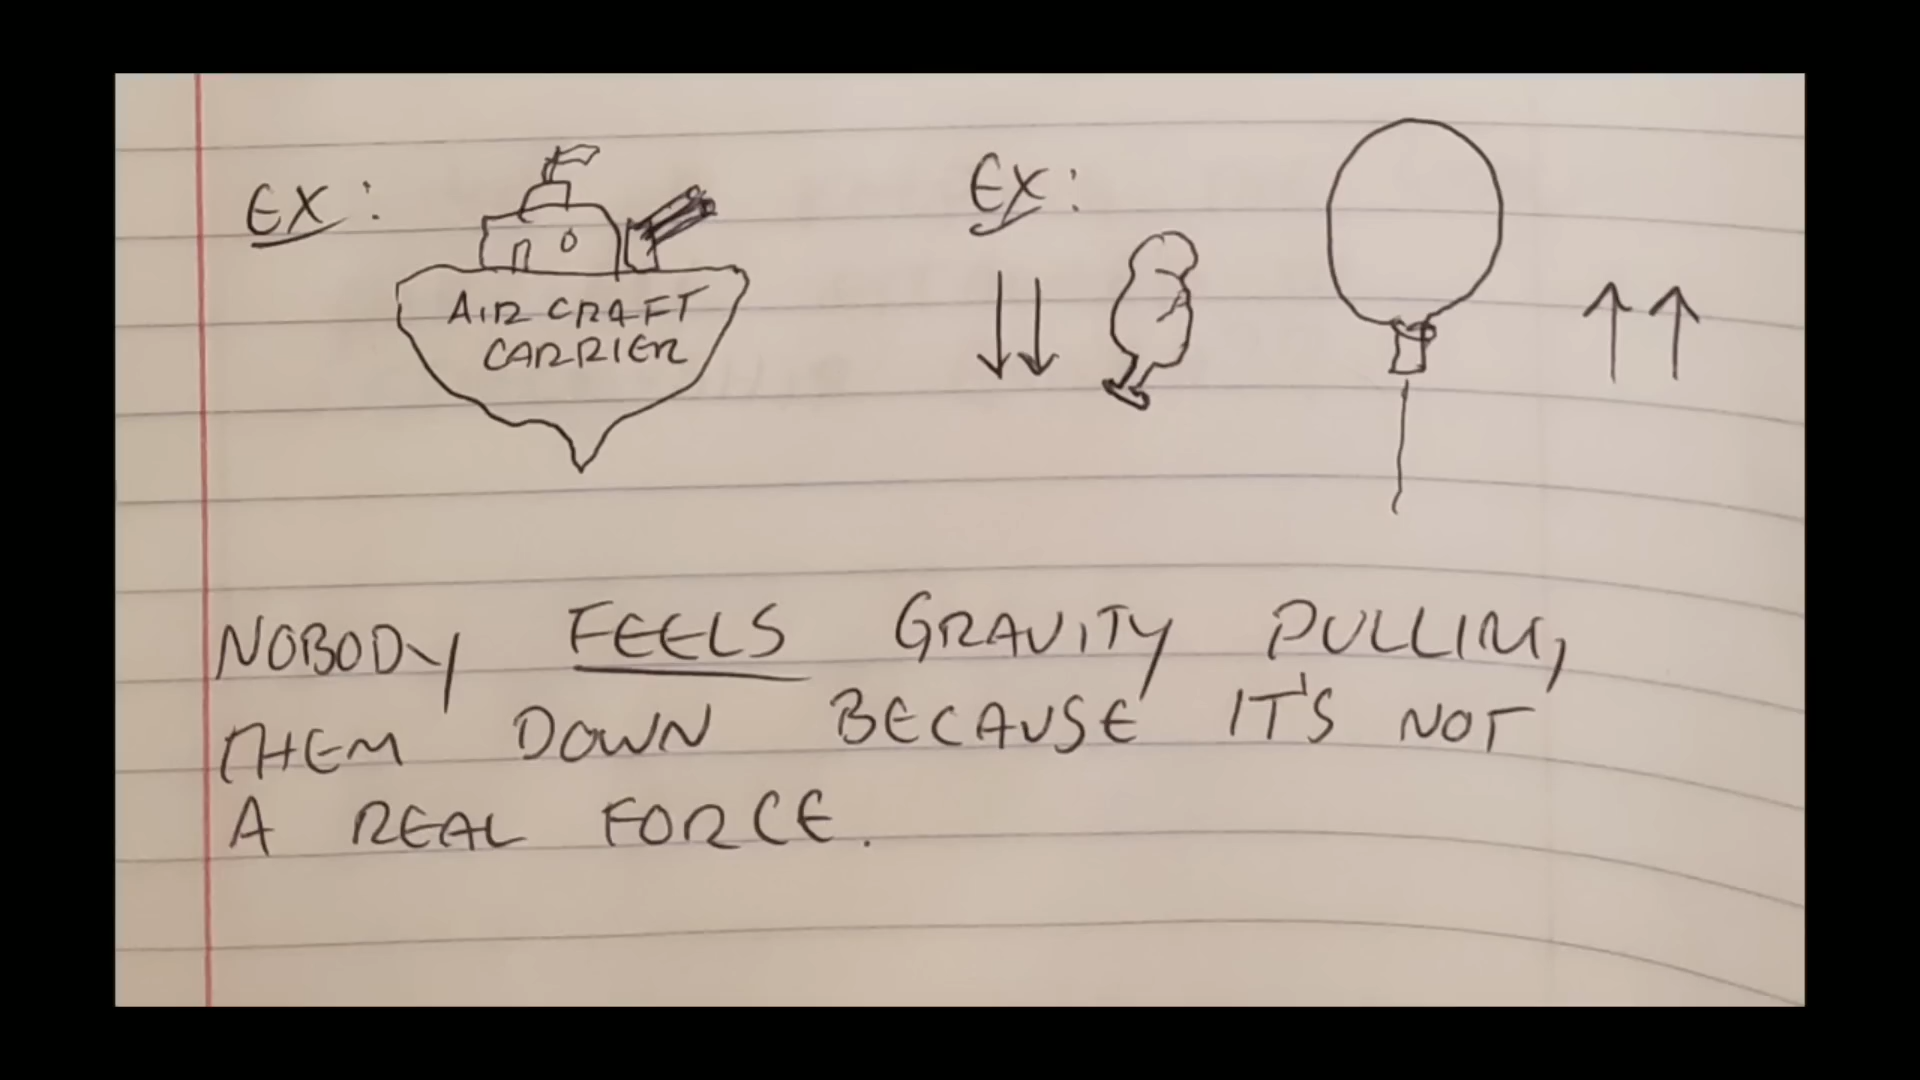 EX:
AIRCRAFT
CARRIER
EX:
NOBODY FEELS GRAVITY PULLING
THEM DOWN BECAUSE IT'S NOT
A REAL FORCE.